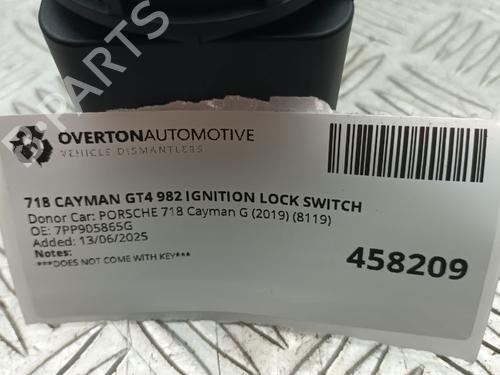 B-PARTS
OVERTONAUTOMOTIVE
VEHICLE DISMANTLERS
718 CAYMAN GT4 982 IGNITION LOCK SWITCH
Donor Car: PORSCHE 718 Cayman G (2019) (8119)
OE: 7PP905865G
Added: 13/06/2025
Notes:
***DOES NOT COME WITH KEY***
458209